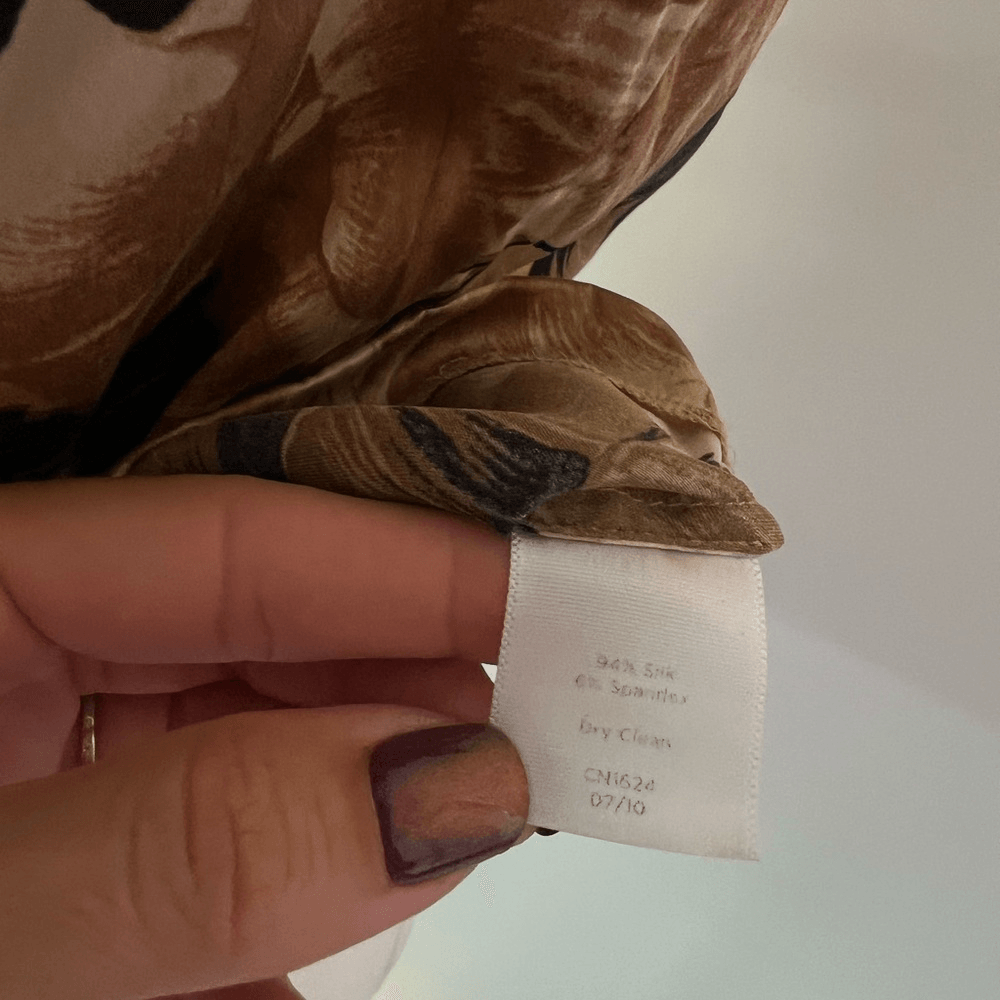 94% Silk
6% Spandex
Dry Clean
CN1624
07/10